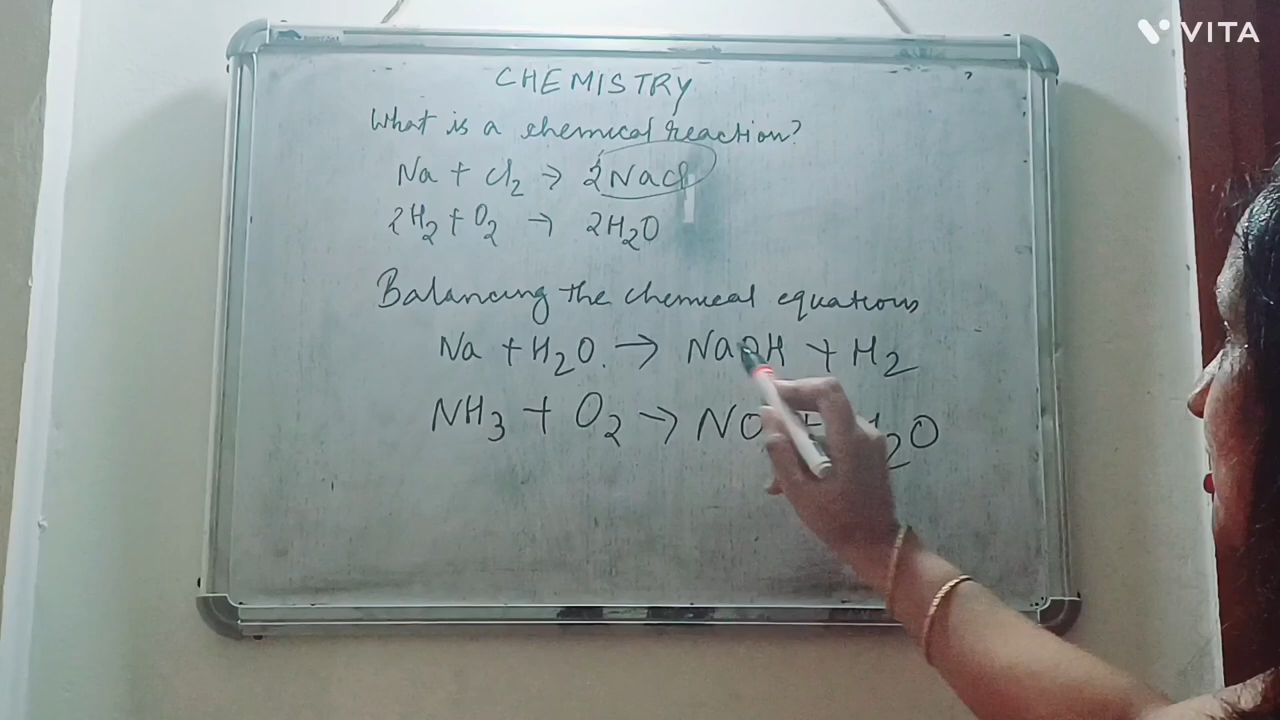 VITA
CHEMISTRY
What is a chemical reaction?
Na + Cl2 → 2NaCl
2H2 + O2 → 2H2O
Balancing the chemical equations
Na + H2O → NaOH + H2
NH3 + O2 → NO + H2O